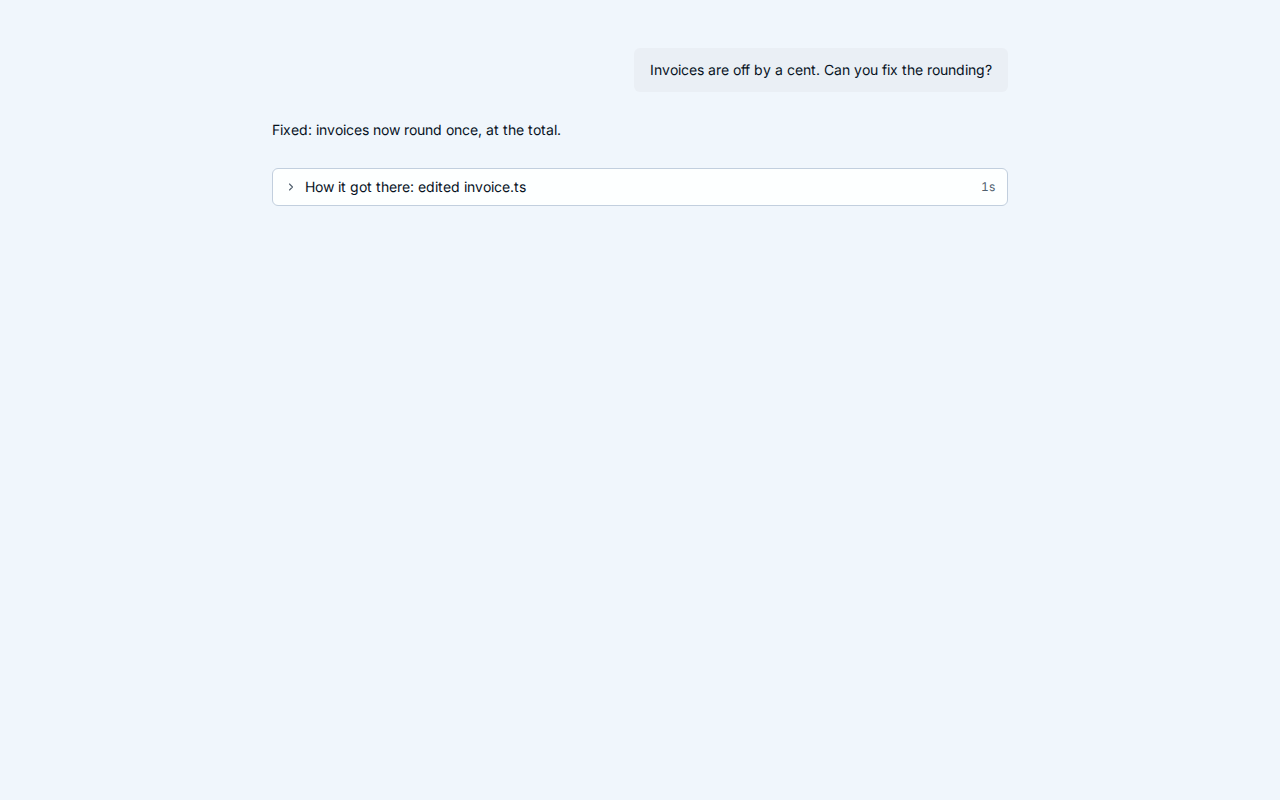 Invoices are off by a cent. Can you fix the rounding?
Fixed: invoices now round once, at the total.
How it got there: edited invoice.ts 1s